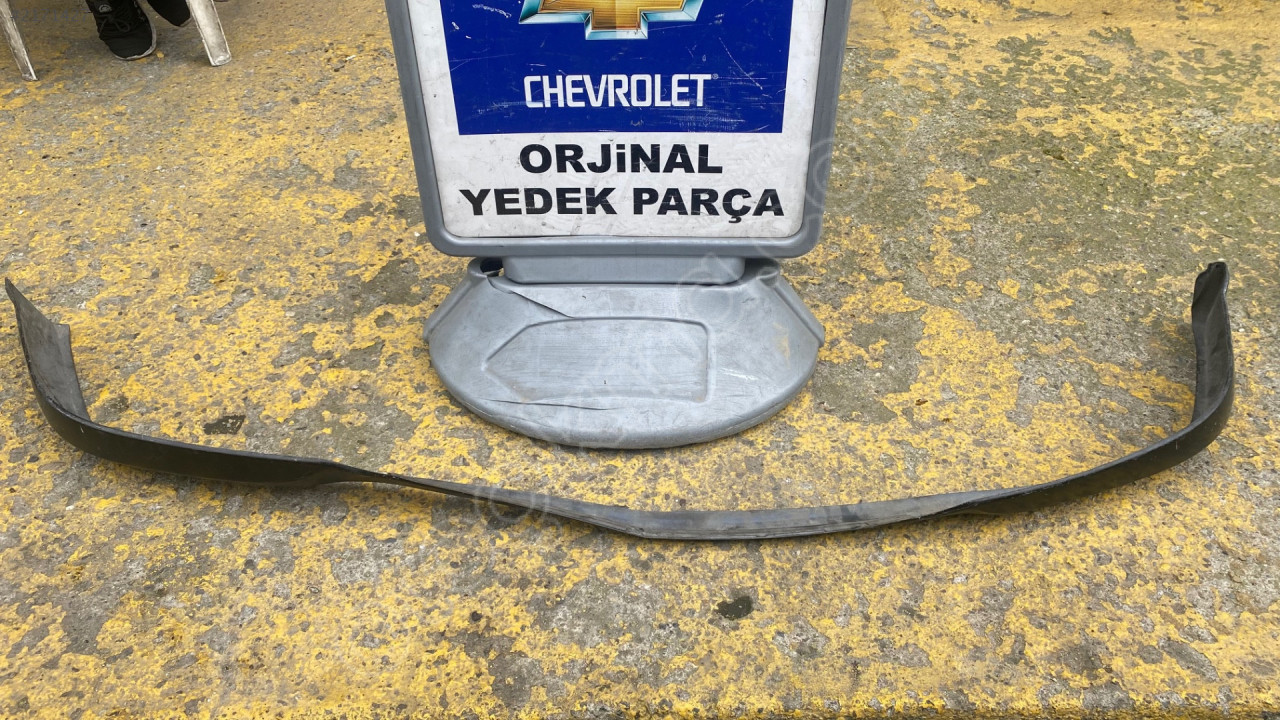 CHEVROLET
ORJiNAL
YEDEK PARÇA